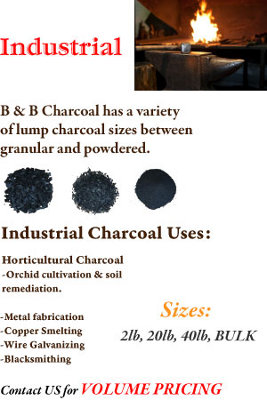 Industrial
B & B Charcoal has a variety
of lump charcoal sizes between
granular and powdered.
Industrial Charcoal Uses:
Horticultural Charcoal
-Orchid cultivation & soil
remediation.
-Metal fabrication
-Copper Smelting
-Wire Galvanizing
-Blacksmithing
Sizes:
2lb, 20lb, 40lb, BULK
Contact US for VOLUME PRICING